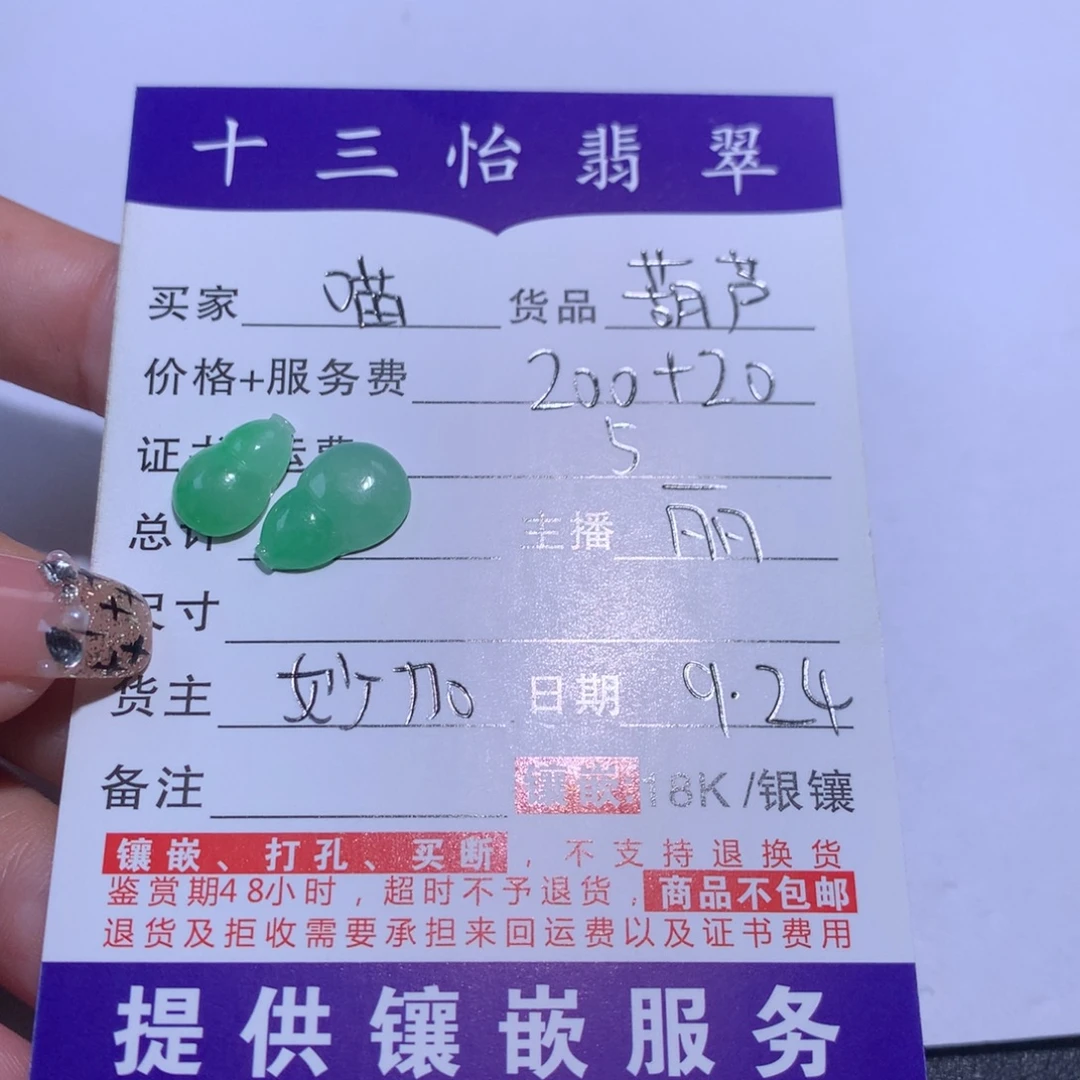 十三怡翡翠
买家 喵 货品 葫芦
价格+服务费 200+20
证书 运费 5
总计 主播 丽
尺寸
货主 妙加 日期 9.24
备注 镶嵌 18K/银镶
镶嵌、打孔、买断，不支持退换货
鉴赏期48小时，超时不予退货，商品不包邮
退货及拒收需要承担来回运费以及证书费用
提供镶嵌服务